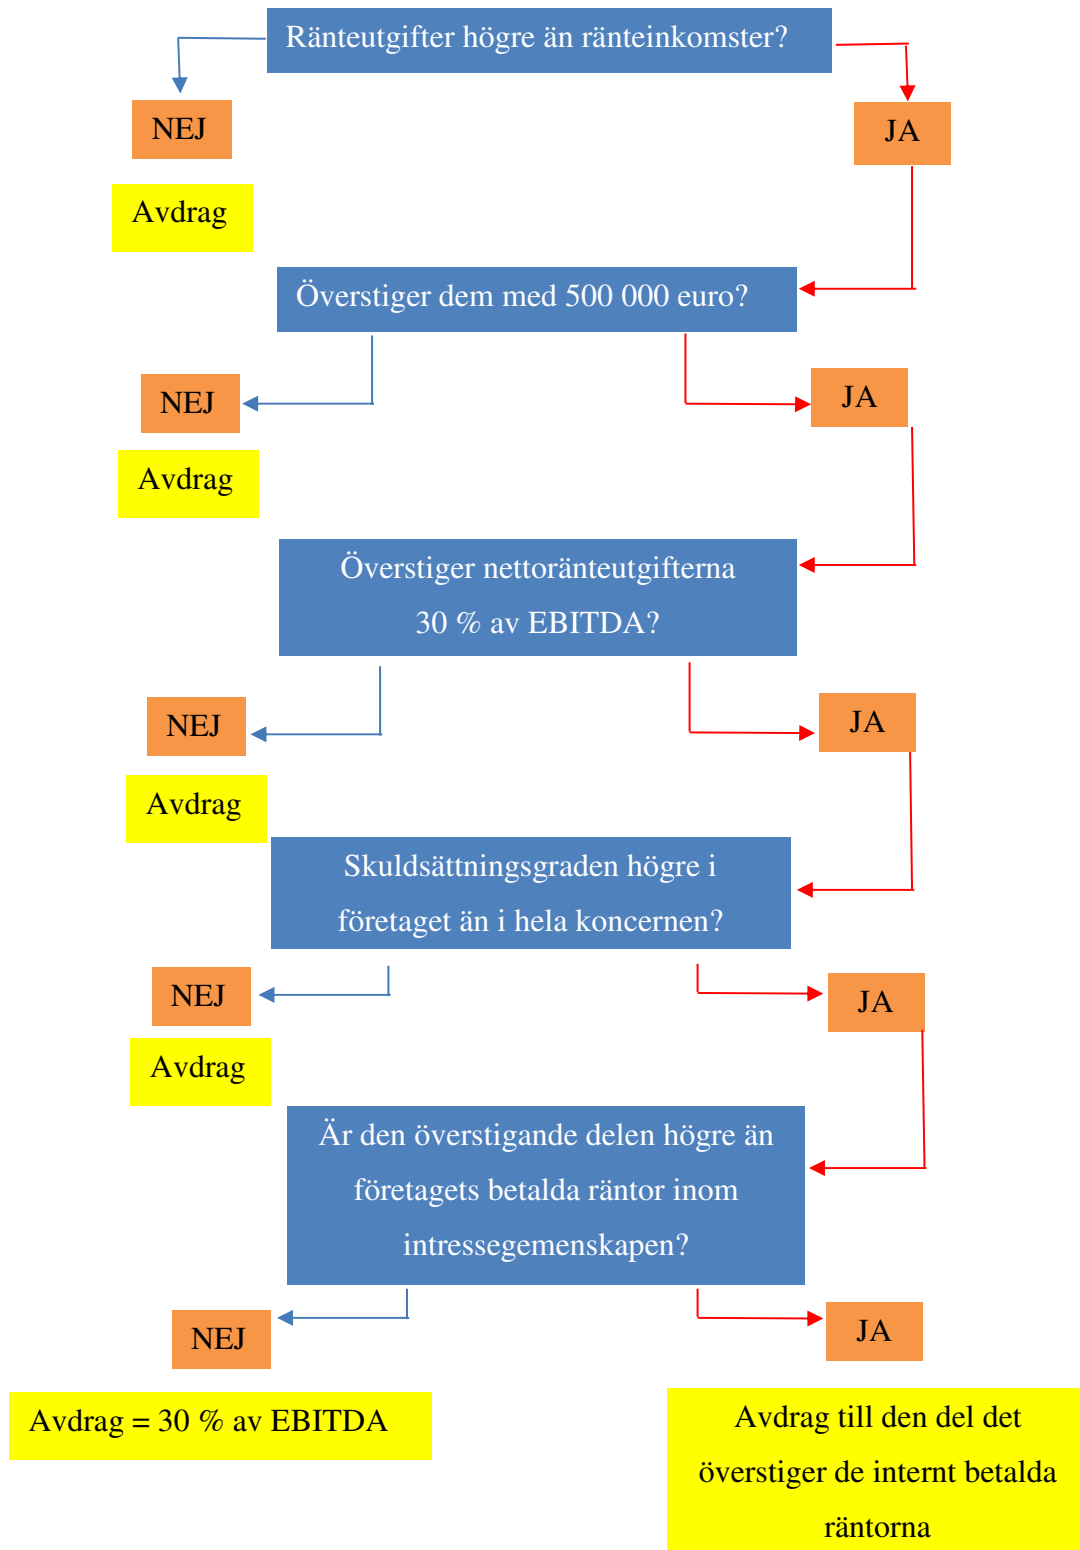 Ränteutgifter högre än ränteinkomster?
NEJ
JA
Avdrag
Överstiger dem med 500 000 euro?
NEJ
JA
Avdrag
Överstiger nettoränteutgifterna
30 % av EBITDA?
NEJ
JA
Avdrag
Skuldsättningsgraden högre i
företaget än i hela koncernen?
NEJ
JA
Avdrag
Är den överstigande delen högre än
företagets betalda räntor inom
intressegemenskapen?
NEJ
JA
Avdrag = 30 % av EBITDA
Avdrag till den del det
överstiger de internt betalda
räntorna